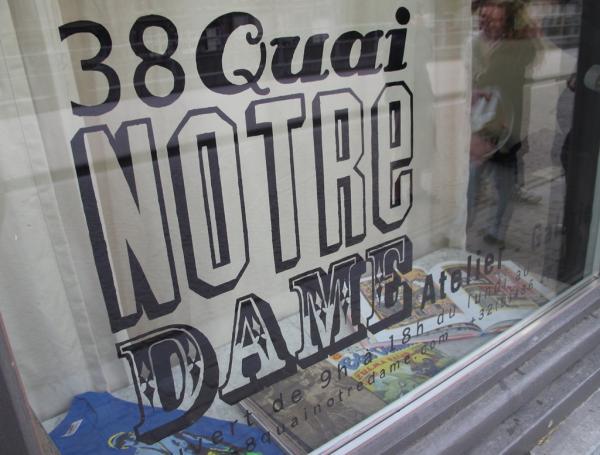 38 Quai
NOTRE
DAME
Atelier
ouvert de 9h à 18h du lundi au
38quainotredame.com